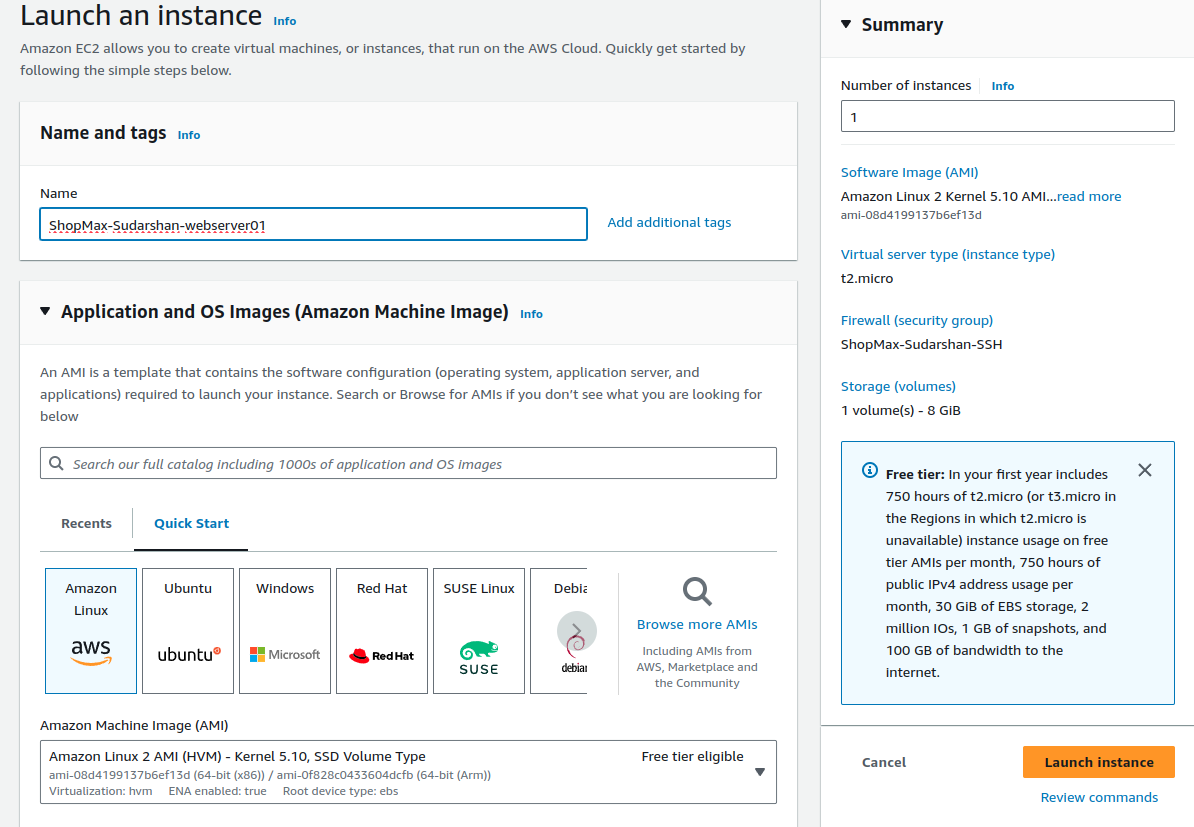 Launch an instance Info
Amazon EC2 allows you to create virtual machines, or instances, that run on the AWS Cloud. Quickly get started by
following the simple steps below.
Name and tags Info
Name
ShopMax-Sudarshan-webserver01
Add additional tags
Application and OS Images (Amazon Machine Image) Info
An AMI is a template that contains the software configuration (operating system, application server, and
applications) required to launch your instance. Search or Browse for AMIs if you don’t see what you are looking for
below
Search our full catalog including 1000s of application and OS images
Recents
Quick Start
Amazon
Linux
aws
Ubuntu
ubuntu
Windows
Microsoft
Red Hat
Red Hat
SUSE Linux
SUSE
Debia
debian
Browse more AMIs
Including AMIs from
AWS, Marketplace and
the Community
Amazon Machine Image (AMI)
Amazon Linux 2 AMI (HVM) - Kernel 5.10, SSD Volume Type
Free tier eligible
ami-08d4199137b6ef13d (64-bit (x86)) / ami-0f828c0433604dcfb (64-bit (Arm))
Virtualization: hvm ENA enabled: true Root device type: ebs
Summary
Number of instances Info
1
Software Image (AMI)
Amazon Linux 2 Kernel 5.10 AMI...read more
ami-08d4199137b6ef13d
Virtual server type (instance type)
t2.micro
Firewall (security group)
ShopMax-Sudarshan-SSH
Storage (volumes)
1 volume(s) - 8 GiB
Free tier: In your first year includes
750 hours of t2.micro (or t3.micro in
the Regions in which t2.micro is
unavailable) instance usage on free
tier AMIs per month, 750 hours of
public IPv4 address usage per
month, 30 GiB of EBS storage, 2
million IOs, 1 GB of snapshots, and
100 GB of bandwidth to the
internet.
Cancel
Launch instance
Review commands